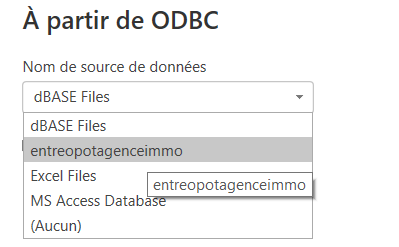 À partir de ODBC
Nom de source de données
dBASE Files
dBASE Files
entreopotagenceimmo
Excel Files
entreopotagenceimmo
MS Access Database
(Aucun)